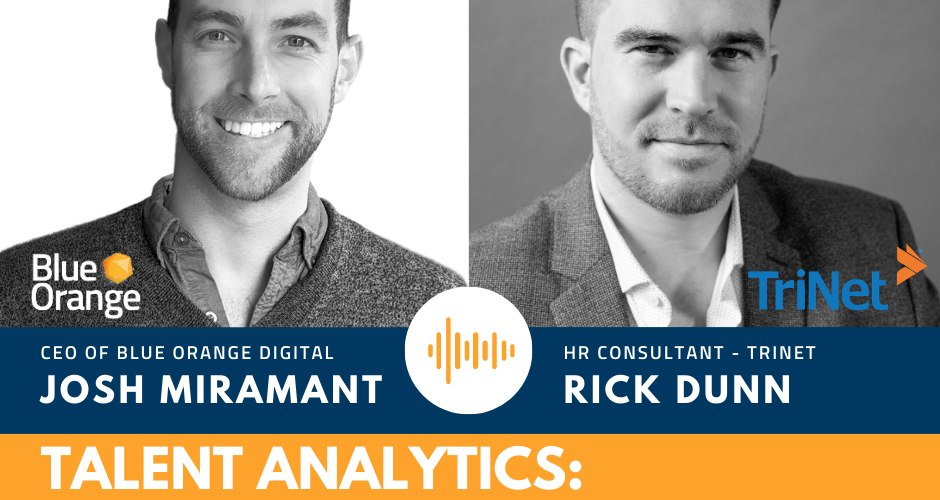 Blue
Orange
TriNet
CEO OF BLUE ORANGE DIGITAL
JOSH MIRAMANT
HR CONSULTANT - TRINET
RICK DUNN
TALENT ANALYTICS: